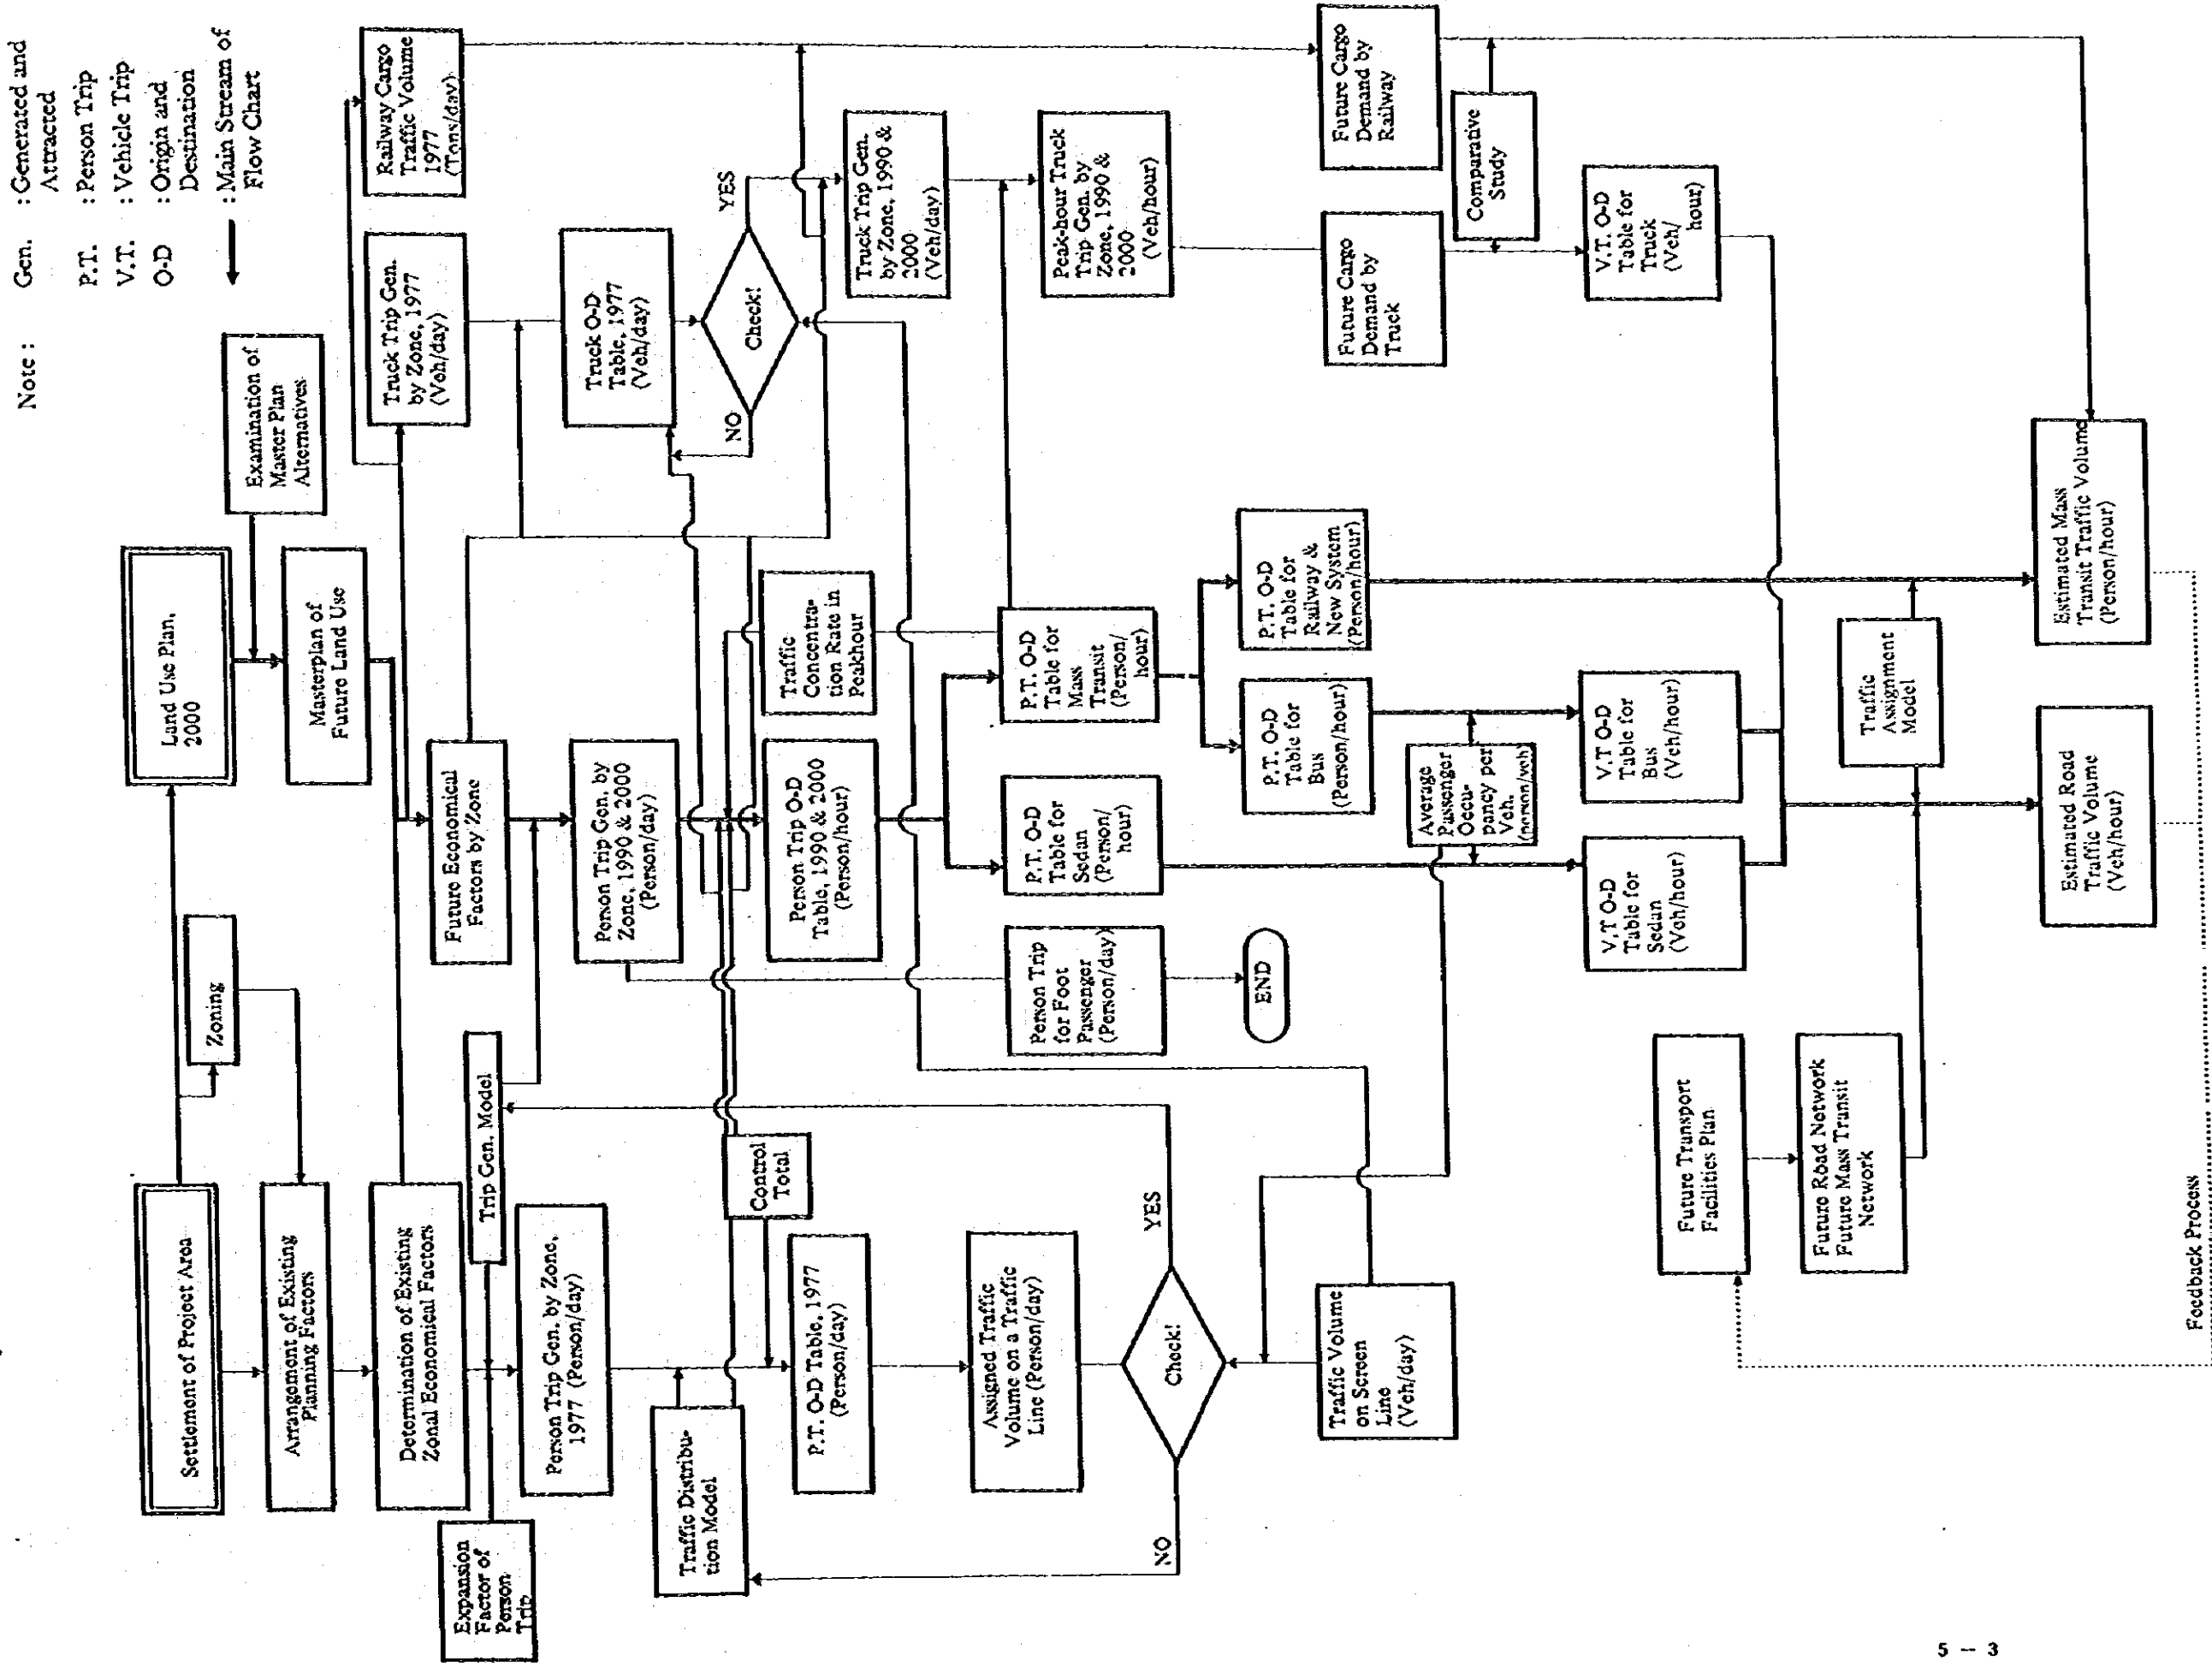 Note :
Gen. : Generated and
Attracted
P.T. : Person Trip
V.T. : Vehicle Trip
O-D : Origin and
Destination
: Main Stream of
Flow Chart
Settlement of Project Area
Zoning
Land Use Plan,
2000
Examination of
Master Plan
Alternatives
Arrangement of Existing
Planning Factors
Masterplan of
Future Land Use
Determination of Existing
Zonal Economical Factors
Future Economical
Factors by Zone
Truck Trip Gen.
by Zone, 1977
(Veh/day)
Railway Cargo
Traffic Volume
1977
(Tons/day)
Expansion
Factor of
Person
Trip
Trip Gen. Model
Person Trip Gen. by Zone,
1977 (Person/day)
Person Trip Gen. by
Zone, 1990 & 2000
(Person/day)
Truck O-D
Table, 1977
(Veh/day)
Traffic Distribu-
tion Model
Control
Total
Traffic
Concentra-
tion Rate in
Peakhour
Check!
NO
YES
P.T. O-D Table, 1977
(Person/day)
Person Trip O-D
Table, 1990 & 2000
(Person/hour)
Truck Trip Gen.
by Zone, 1990 &
2000
(Veh/day)
Assigned Traffic
Volume on a Traffic
Line (Person/day)
Person Trip
for Foot
Passenger
(Person/day)
P.T. O-D
Table for
Sedan
(Person/
hour)
P.T. O-D
Table for
Mass
Transit
(Person/
hour)
Peak-hour Truck
Trip Gen. by
Zone, 1990 &
2000
(Veh/hour)
Check!
NO
YES
END
P.T. O-D
Table for
Bus
(Person/hour)
P.T. O-D
Table for
Railway &
New System
(Person/hour)
Future Cargo
Demand by
Truck
Future Cargo
Demand by
Railway
Traffic Volume
on Screen
Line
(Veh/day)
Average
Passenger
Occu-
pancy per
Veh.
(person/veh)
Comparative
Study
V.T O-D
Table for
Sedan
(Veh/hour)
V.T O-D
Table for
Bus
(Veh/hour)
V.T. O-D
Table for
Truck
(Veh/
hour)
Future Transport
Facilities Plan
Future Road Network
Future Mass Transit
Network
Traffic
Assignment
Model
Estimated Road
Traffic Volume
(Veh/hour)
Estimated Mass
Transit Traffic Volume
(Person/hour)
Feedback Process
5 - 3